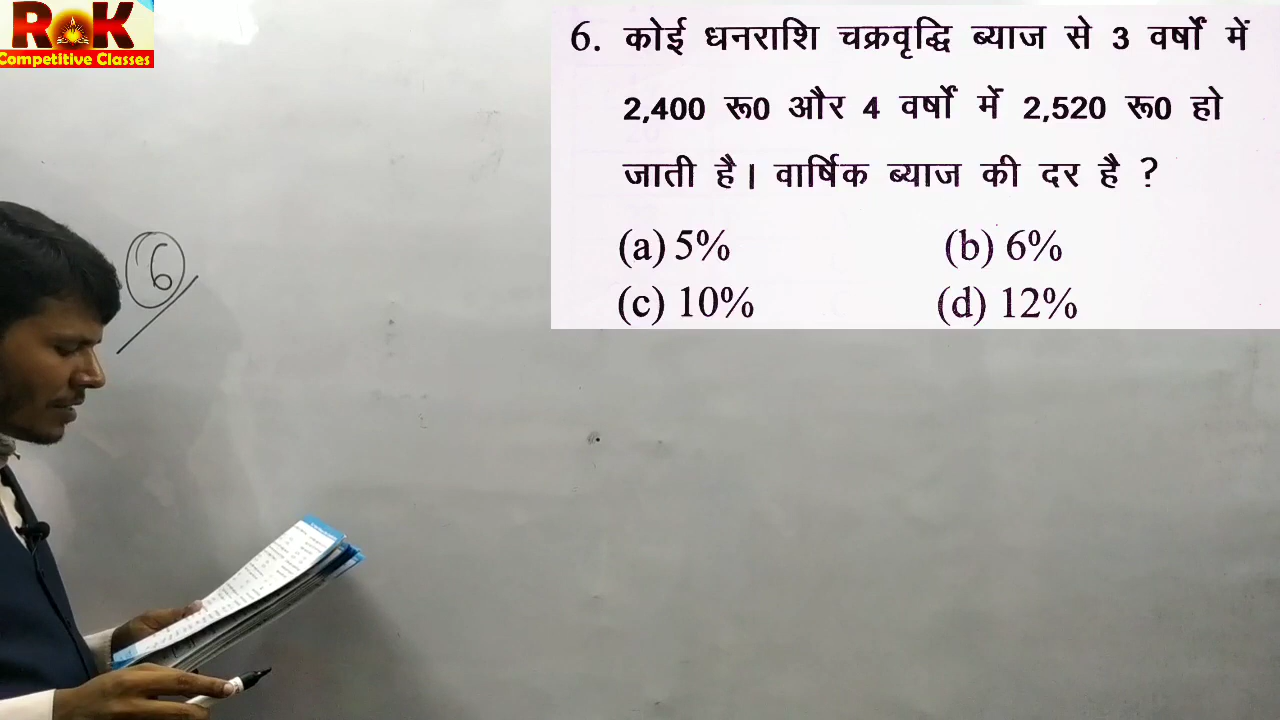 ROK
Competitive Classes
6. कोई धनराशि चक्रवृद्धि ब्याज से 3 वर्षों में
2,400 रू0 और 4 वर्षों में 2,520 रू0 हो
जाती है। वार्षिक ब्याज की दर है ?
(a) 5% (b) 6%
(c) 10% (d) 12%
6